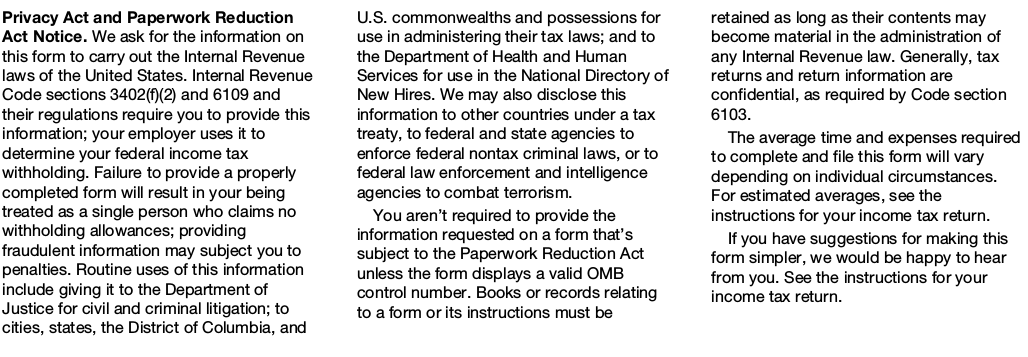 Privacy Act and Paperwork Reduction
Act Notice. We ask for the information on
this form to carry out the Internal Revenue
laws of the United States. Internal Revenue
Code sections 3402(f)(2) and 6109 and
their regulations require you to provide this
information; your employer uses it to
determine your federal income tax
withholding. Failure to provide a properly
completed form will result in your being
treated as a single person who claims no
withholding allowances; providing
fraudulent information may subject you to
penalties. Routine uses of this information
include giving it to the Department of
Justice for civil and criminal litigation; to
cities, states, the District of Columbia, and
U.S. commonwealths and possessions for
use in administering their tax laws; and to
the Department of Health and Human
Services for use in the National Directory of
New Hires. We may also disclose this
information to other countries under a tax
treaty, to federal and state agencies to
enforce federal nontax criminal laws, or to
federal law enforcement and intelligence
agencies to combat terrorism.
You aren't required to provide the
information requested on a form that's
subject to the Paperwork Reduction Act
unless the form displays a valid OMB
control number. Books or records relating
to a form or its instructions must be
retained as long as their contents may
become material in the administration of
any Internal Revenue law. Generally, tax
returns and return information are
confidential, as required by Code section
6103.
The average time and expenses required
to complete and file this form will vary
depending on individual circumstances.
For estimated averages, see the
instructions for your income tax return.
If you have suggestions for making this
form simpler, we would be happy to hear
from you. See the instructions for your
income tax return.